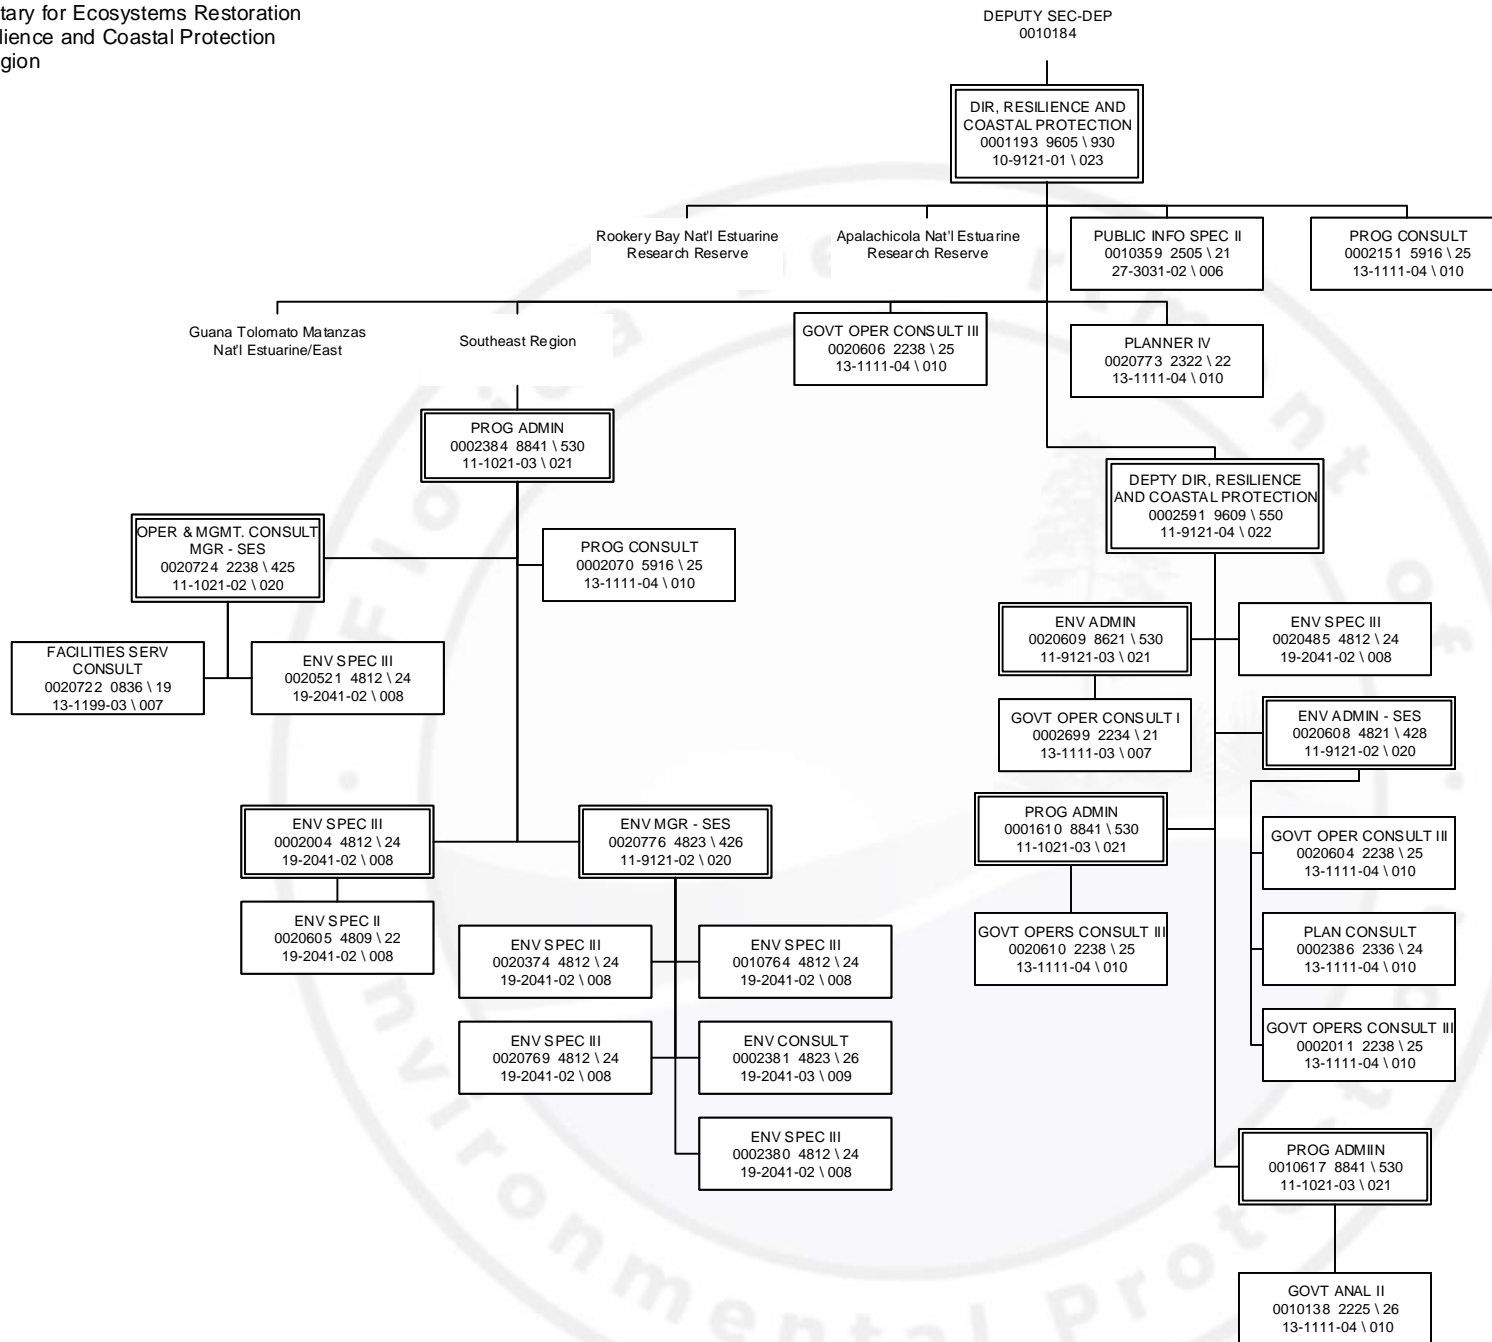 tary for Ecosystems Restoration
lience and Coastal Protection
gion
DEPUTY SEC-DEP
0010184
DIR, RESILIENCE AND
COASTAL PROTECTION
0001193 9605 \ 930
10-9121-01 \ 023
Rookery Bay Nat'l Estuarine
Research Reserve
Apalachicola Nat'l Estuarine
Research Reserve
PUBLIC INFO SPEC II
0010359 2505 \ 21
27-3031-02 \ 006
PROG CONSULT
0002151 5916 \ 25
13-1111-04 \ 010
Guana Tolomato Matanzas
Nat'l Estuarine/East
Southeast Region
GOVT OPER CONSULT III
0020606 2238 \ 25
13-1111-04 \ 010
PLANNER IV
0020773 2322 \ 22
13-1111-04 \ 010
PROG ADMIN
0002384 8841 \ 530
11-1021-03 \ 021
DEPTY DIR, RESILIENCE
AND COASTAL PROTECTION
0002591 9609 \ 550
11-9121-04 \ 022
OPER & MGMT. CONSULT
MGR - SES
0020724 2238 \ 425
11-1021-02 \ 020
PROG CONSULT
0002070 5916 \ 25
13-1111-04 \ 010
FACILITIES SERV
CONSULT
0020722 0836 \ 19
13-1199-03 \ 007
ENV SPEC III
0020521 4812 \ 24
19-2041-02 \ 008
ENV ADMIN
0020609 8621 \ 530
11-9121-03 \ 021
ENV SPEC III
0020485 4812 \ 24
19-2041-02 \ 008
GOVT OPER CONSULT I
0002699 2234 \ 21
13-1111-03 \ 007
ENV ADMIN - SES
0020608 4821 \ 428
11-9121-02 \ 020
ENV SPEC III
0002004 4812 \ 24
19-2041-02 \ 008
ENV MGR - SES
0020776 4823 \ 426
11-9121-02 \ 020
PROG ADMIN
0001610 8841 \ 530
11-1021-03 \ 021
GOVT OPER CONSULT III
0020604 2238 \ 25
13-1111-04 \ 010
ENV SPEC II
0020605 4809 \ 22
19-2041-02 \ 008
ENV SPEC III
0020374 4812 \ 24
19-2041-02 \ 008
ENV SPEC III
0010764 4812 \ 24
19-2041-02 \ 008
GOVT OPERS CONSULT III
0020610 2238 \ 25
13-1111-04 \ 010
PLAN CONSULT
0002386 2336 \ 24
13-1111-04 \ 010
ENV SPEC III
0020769 4812 \ 24
19-2041-02 \ 008
ENV CONSULT
0002381 4823 \ 26
19-2041-03 \ 009
GOVT OPERS CONSULT III
0002011 2238 \ 25
13-1111-04 \ 010
ENV SPEC III
0002380 4812 \ 24
19-2041-02 \ 008
PROG ADMIIN
0010617 8841 \ 530
11-1021-03 \ 021
GOVT ANAL II
0010138 2225 \ 26
13-1111-04 \ 010